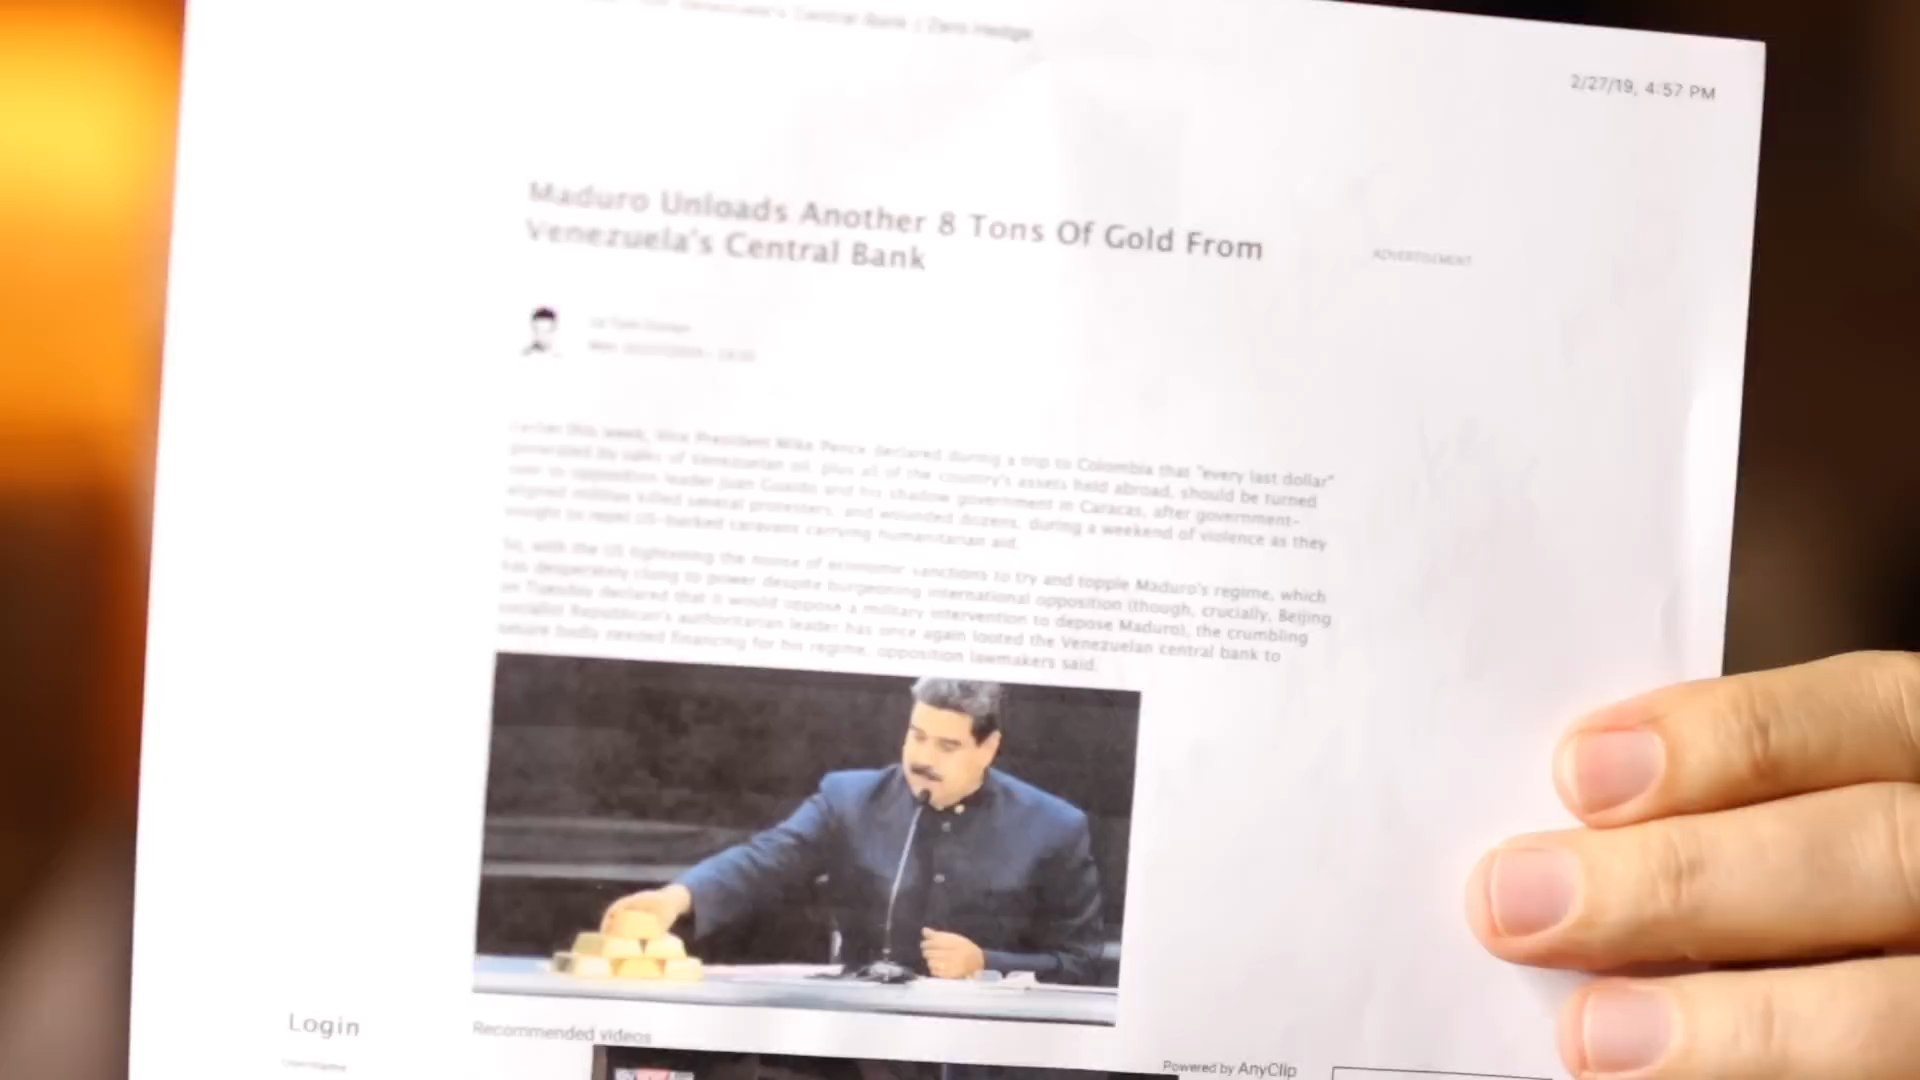 Venezuela's Central Bank | Zero Hedge
2/27/19, 4:57 PM
Maduro Unloads Another 8 Tons Of Gold From
Venezuela's Central Bank
ADVERTISEMENT
Earlier this week, Vice President Mike Pence declared during a trip to Colombia that "every last dollar"
generated by sales of Venezuelan oil, plus all of the country's assets held abroad, should be turned
over to opposition leader Juan Guaido and his shadow government in Caracas, after government-
aligned militias killed several protesters, and wounded dozens, during a weekend of violence as they
sought to repel US-backed caravans carrying humanitarian aid.
So, with the US tightening the noose of economic sanctions to try and topple Maduro's regime, which
has desperately clung to power despite burgeoning international opposition (though, crucially, Beijing
on Tuesday declared that it would oppose a military intervention to depose Maduro), the crumbling
socialist Republican's authoritarian leader has once again looted the Venezuelan central bank to
secure badly needed financing for his regime, opposition lawmakers said.
Login
Recommended videos
Username
Powered by AnyClip